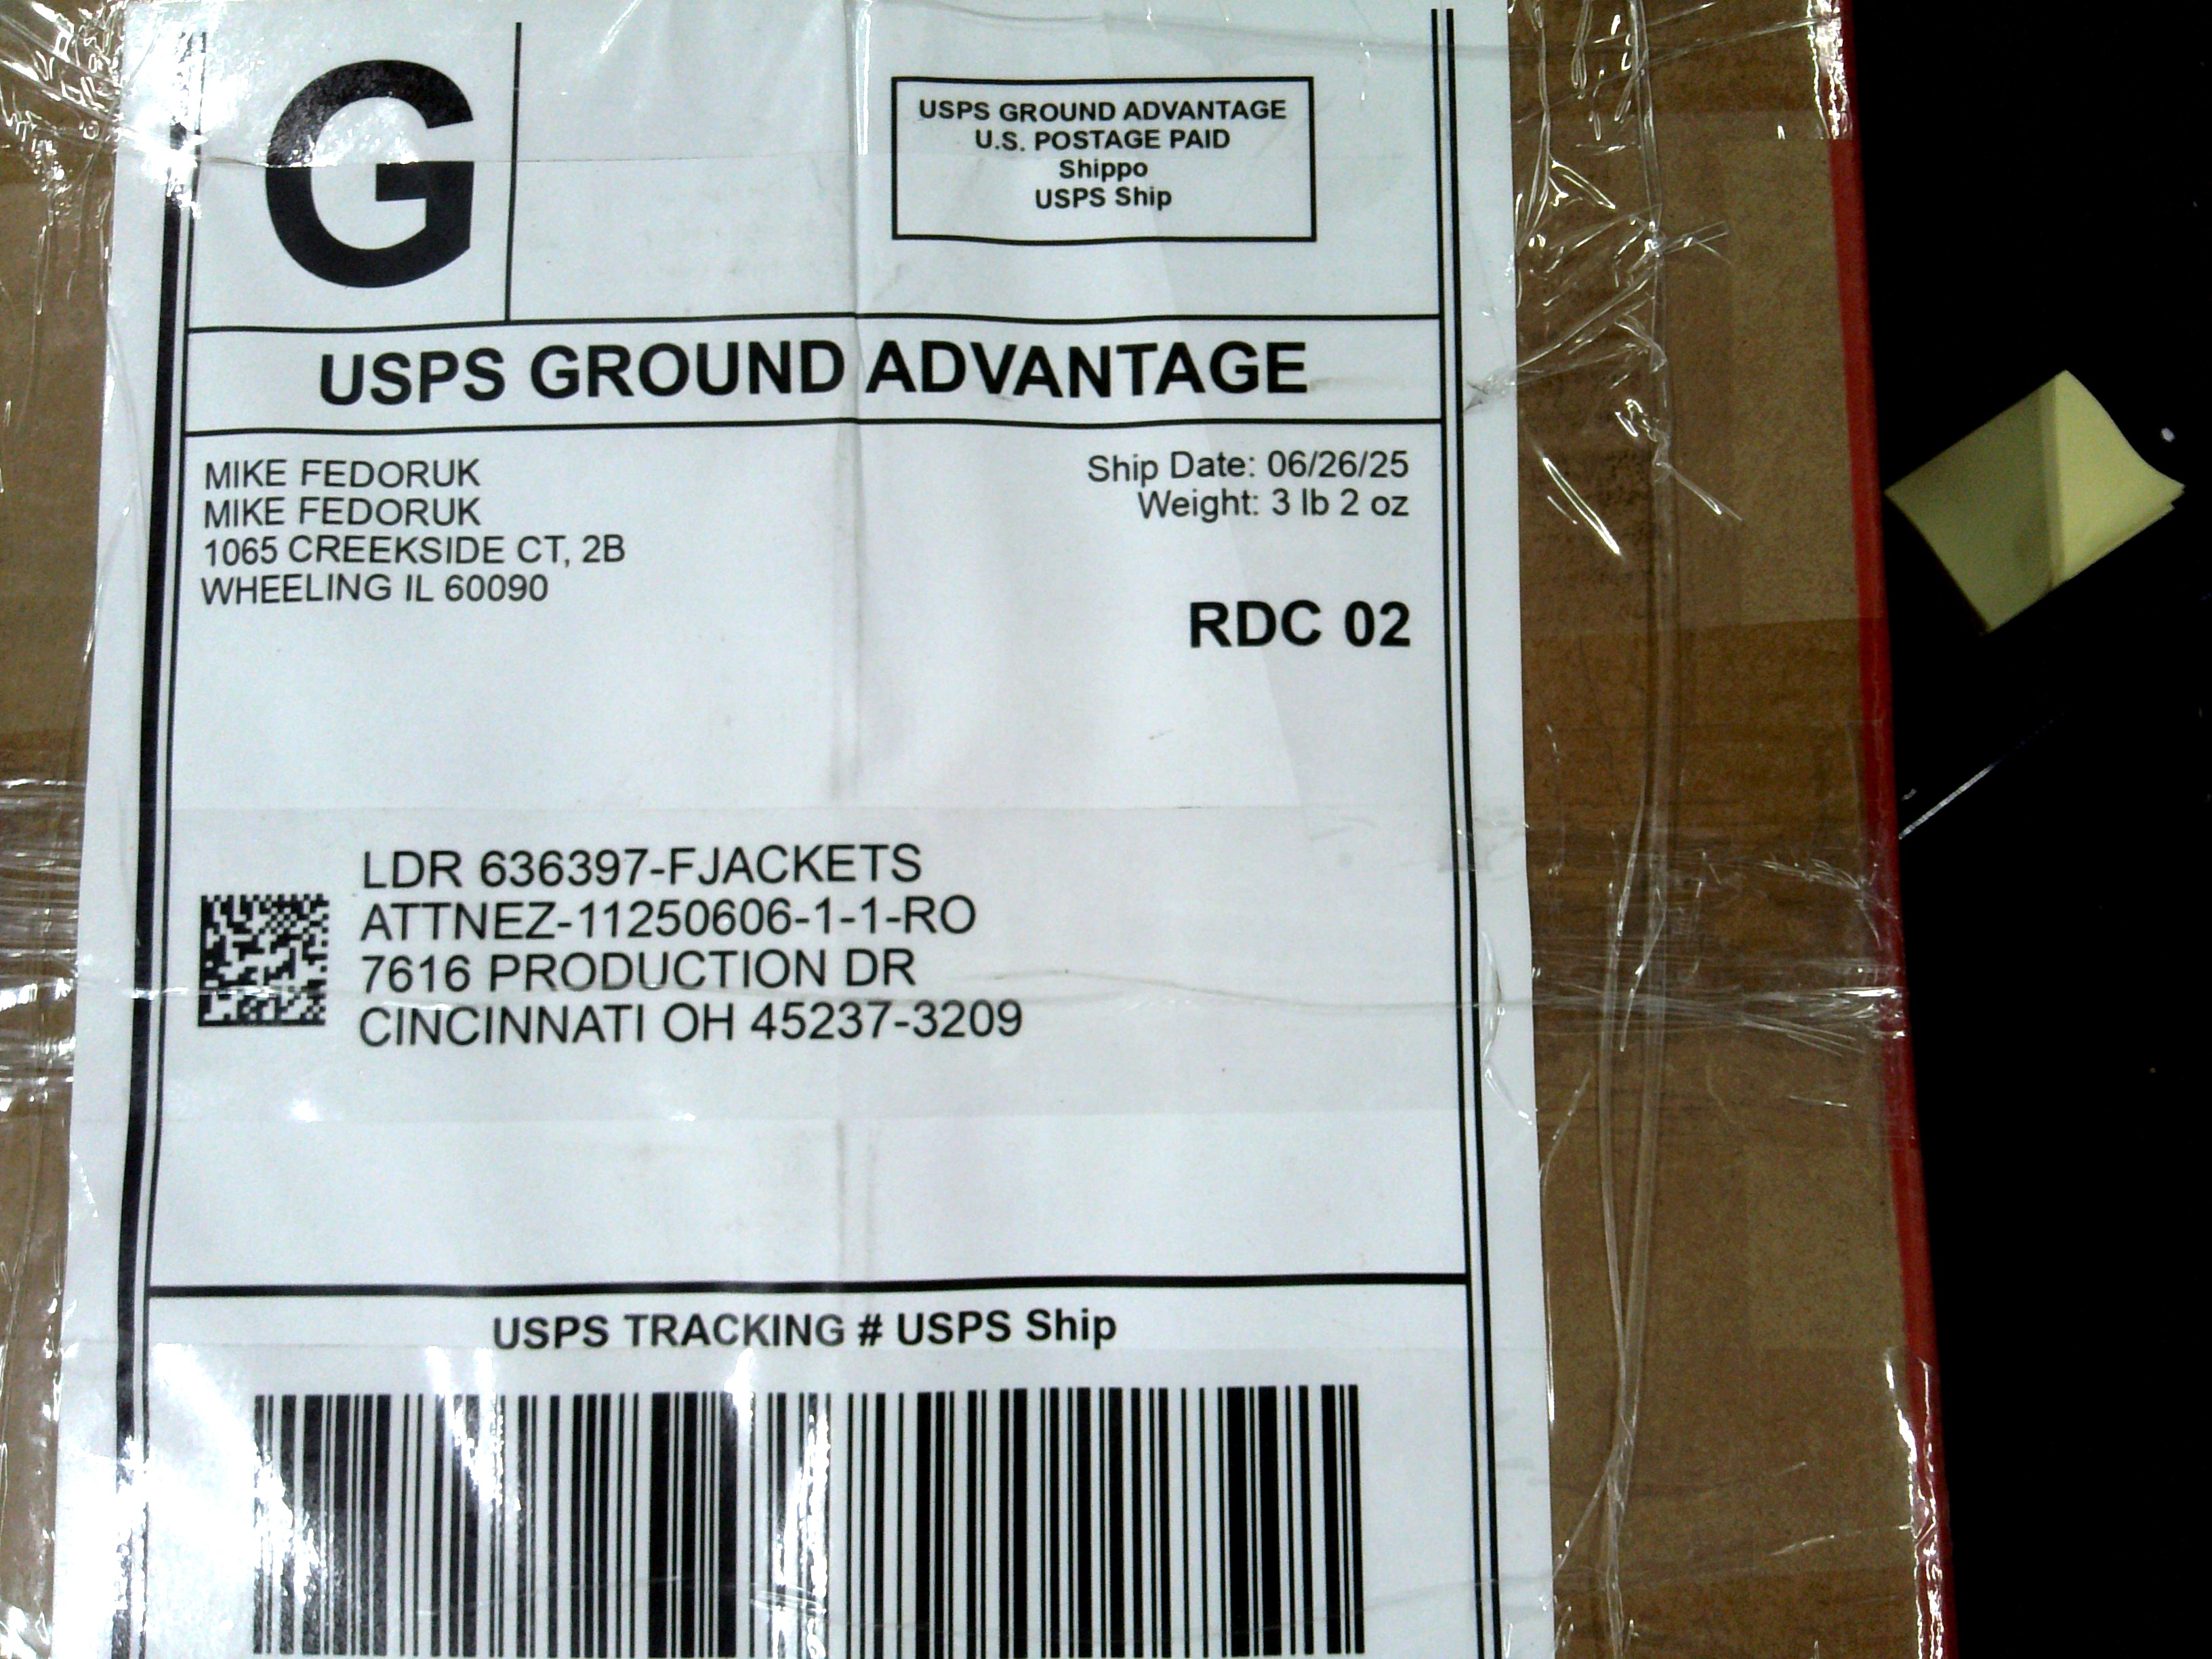 G
USPS GROUND ADVANTAGE
U.S. POSTAGE PAID
Shippo
USPS Ship
USPS GROUND ADVANTAGE
MIKE FEDORUK
MIKE FEDORUK
1065 CREEKSIDE CT, 2B
WHEELING IL 60090
Ship Date: 06/26/25
Weight: 3 lb 2 oz
RDC 02
LDR 636397-FJACKETS
ATTNEZ-11250606-1-1-RO
7616 PRODUCTION DR
CINCINNATI OH 45237-3209
USPS TRACKING # USPS Ship